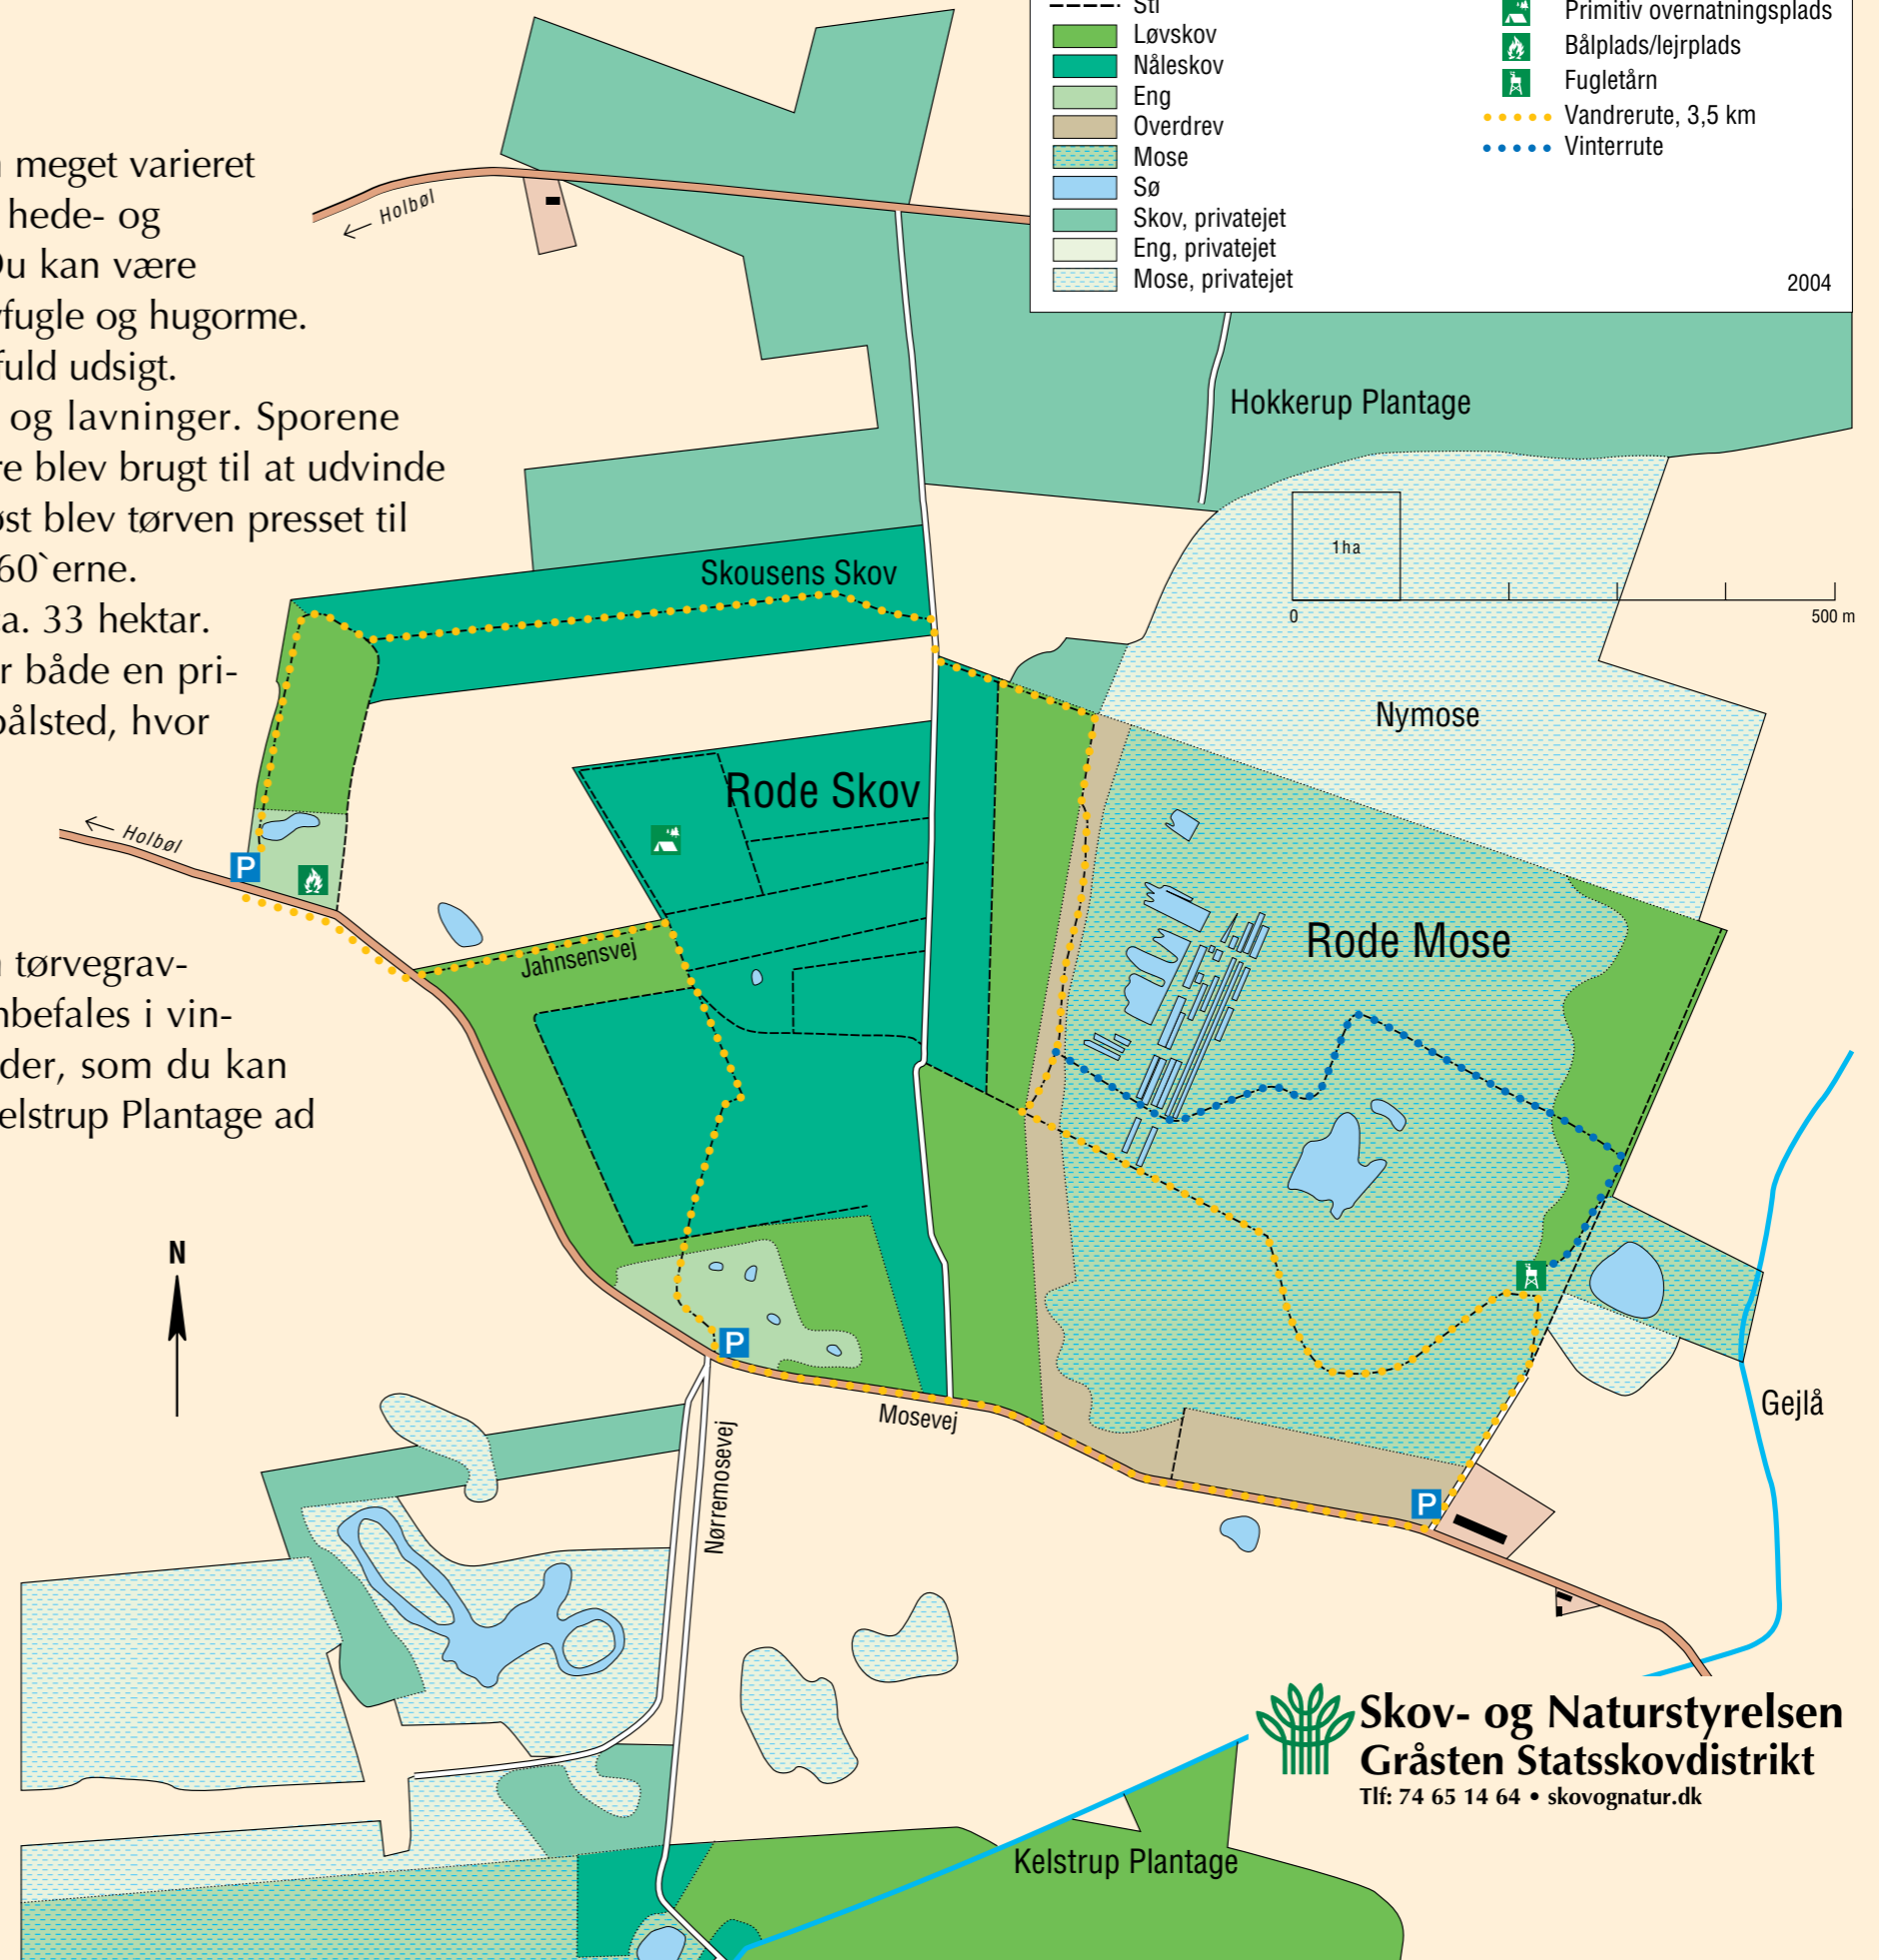 meget varieret
hede- og
Du kan være
fugle og hugorme.
fuld udsigt.
og lavninger. Sporene
re blev brugt til at udvinde
øst blev tørven presset til
60`erne.
a. 33 hektar.
r både en pri-
bålsted, hvor
tørvegrav-
nbefales i vin-
der, som du kan
elstrup Plantage ad
Sti
Løvskov
Nåleskov
Eng
Overdrev
Mose
Sø
Skov, privatejet
Eng, privatejet
Mose, privatejet
Primitiv overnatningsplads
Bålplads/lejrplads
Fugletårn
Vandrerute, 3,5 km
Vinterrute
2004
← Holbøl
Hokkerup Plantage
1ha
0
500 m
Skousens Skov
Nymose
Rode Skov
← Holbøl
P
Rode Mose
Jahnsensvej
N
P
Mosevej
Nørremosevej
Gejlå
P
Skov- og Naturstyrelsen
Gråsten Statsskovdistrikt
Tlf: 74 65 14 64 • skovognatur.dk
Kelstrup Plantage